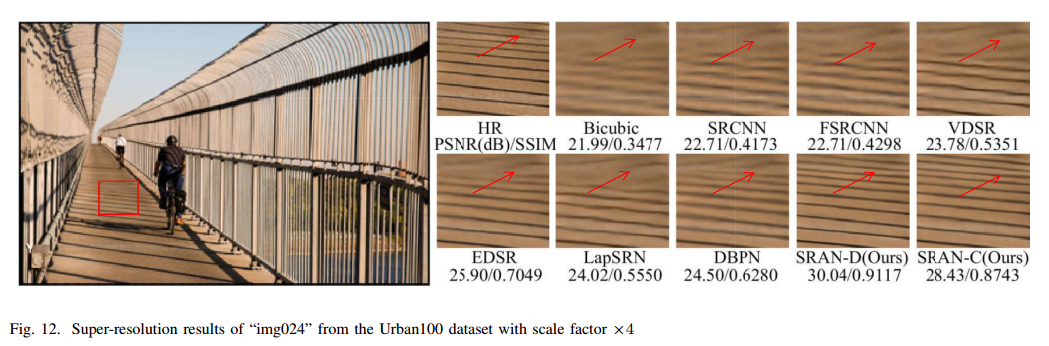 HR Bicubic SRCNN FSRCNN VDSR
PSNR(dB)/SSIM 21.99/0.3477 22.71/0.4173 22.71/0.4298 23.78/0.5351
EDSR LapSRN DBPN SRAN-D(Ours) SRAN-C(Ours)
25.90/0.7049 24.02/0.5550 24.50/0.6280 30.04/0.9117 28.43/0.8743
Fig. 12. Super-resolution results of “img024” from the Urban100 dataset with scale factor ×4